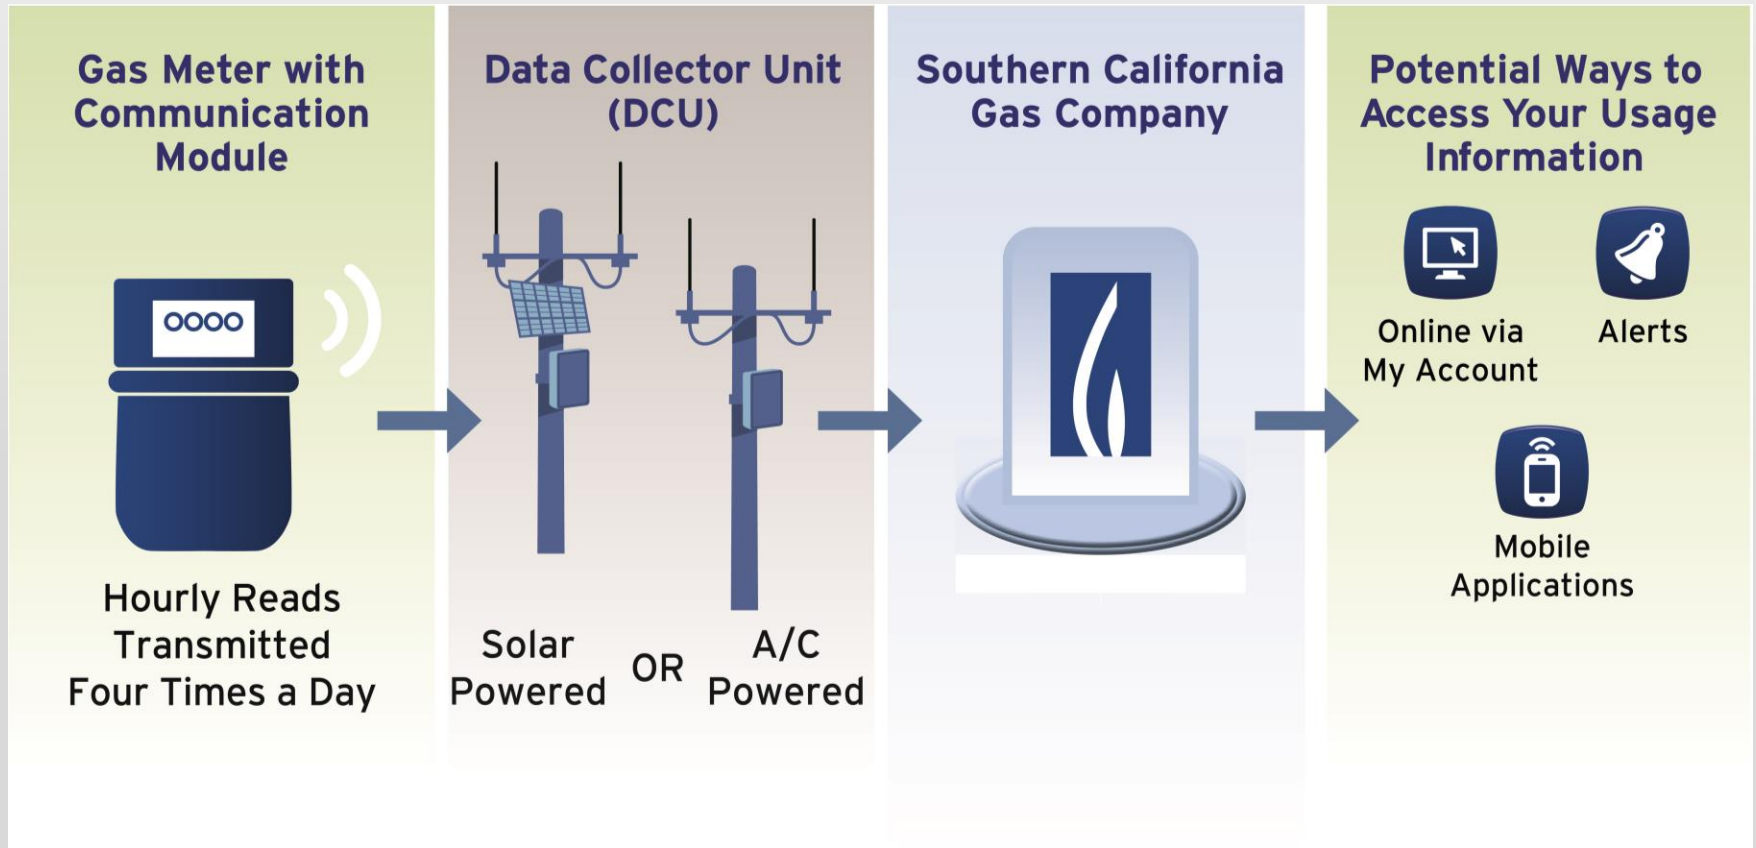 Gas Meter with
Communication
Module
OOOO
Hourly Reads
Transmitted
Four Times a Day
Data Collector Unit
(DCU)
Solar
Powered
OR
A/C
Powered
Southern California
Gas Company
Potential Ways to
Access Your Usage
Information
Online via
My Account
Alerts
Mobile
Applications